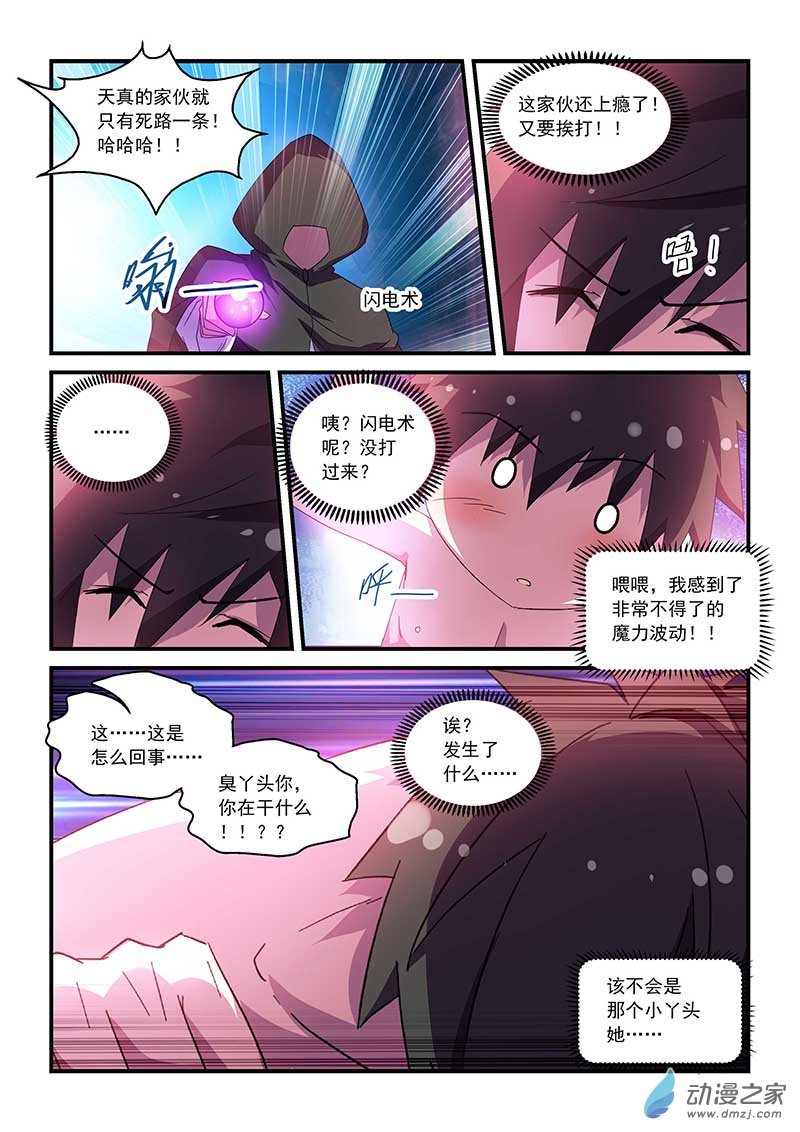 天真的家伙就
只有死路一条！
哈哈哈！！
闪电术
这家伙还上瘾了！
又要挨打！！
唔！
……
咦？闪电术
呢？没打
过来？
呼——
喂喂，我感到了
非常不得了的
魔力波动！！
这……这是
怎么回事……
臭丫头你，
你在干什么
！！？？
诶？
发生了
什么……
该不会是
那个小丫头
她……
动漫之家
www.dmzj.com